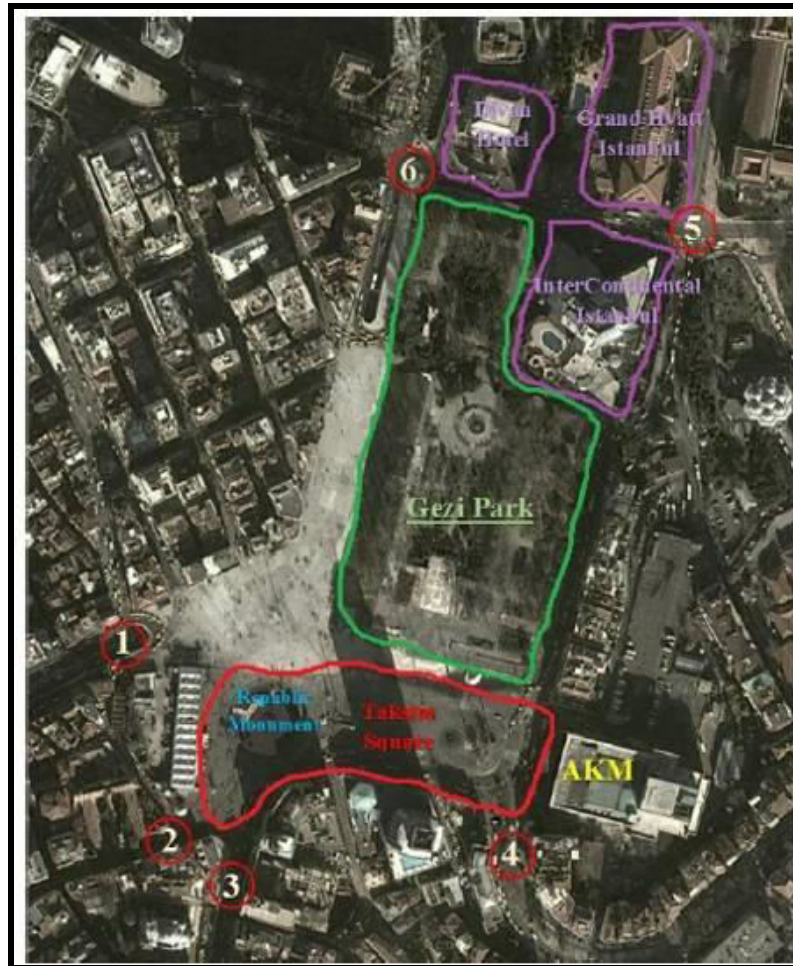 Divan
Hotel
Grand Hyatt
Istanbul
6
5
InterContinental
Istanbul
Gezi Park
1
Republic
Monument
Taksim
Square
AKM
2
3
4